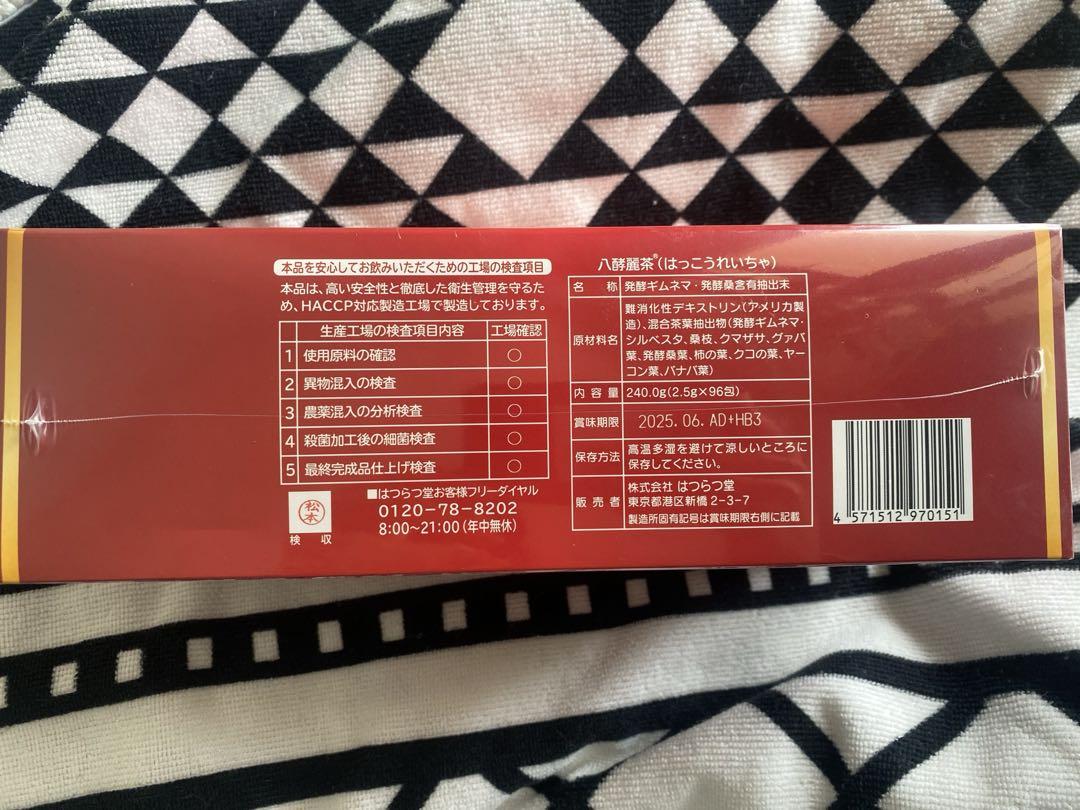 本品を安心してお飲みいただくための工場の検査項目
本品は、高い安全性と徹底した衛生管理を守るた
め、HACCP対応製造工場で製造しております。
生産工場の検査項目内容 工場確認
1 使用原料の確認 ○
2 異物混入の検査 ○
3 農薬混入の分析検査 ○
4 殺菌加工後の細菌検査 ○
5 最終完成品仕上げ検査 ○
松本
検 収
■はつらつ堂お客様フリーダイヤル
0120-78-8202
8:00〜21:00(年中無休)
八酵麗茶®(はっこうれいちゃ)
名 称 発酵ギムネマ・発酵桑含有抽出末
原材料名 難消化性デキストリン(アメリカ製
造)、混合茶葉抽出物(発酵ギムネマ・
シルベスタ、桑枝、クマザサ、グァバ
葉、発酵桑葉、柿の葉、クコの葉、ヤー
コン葉、バナバ葉)
内 容 量 240.0g(2.5g×96包)
賞味期限 2025.06.AD+HB3
保存方法 高温多湿を避けて涼しいところに
保存してください。
販 売 者 株式会社 はつらつ堂
東京都港区新橋2-3-7
製造所固有記号は賞味期限右側に記載
4 571512 970151